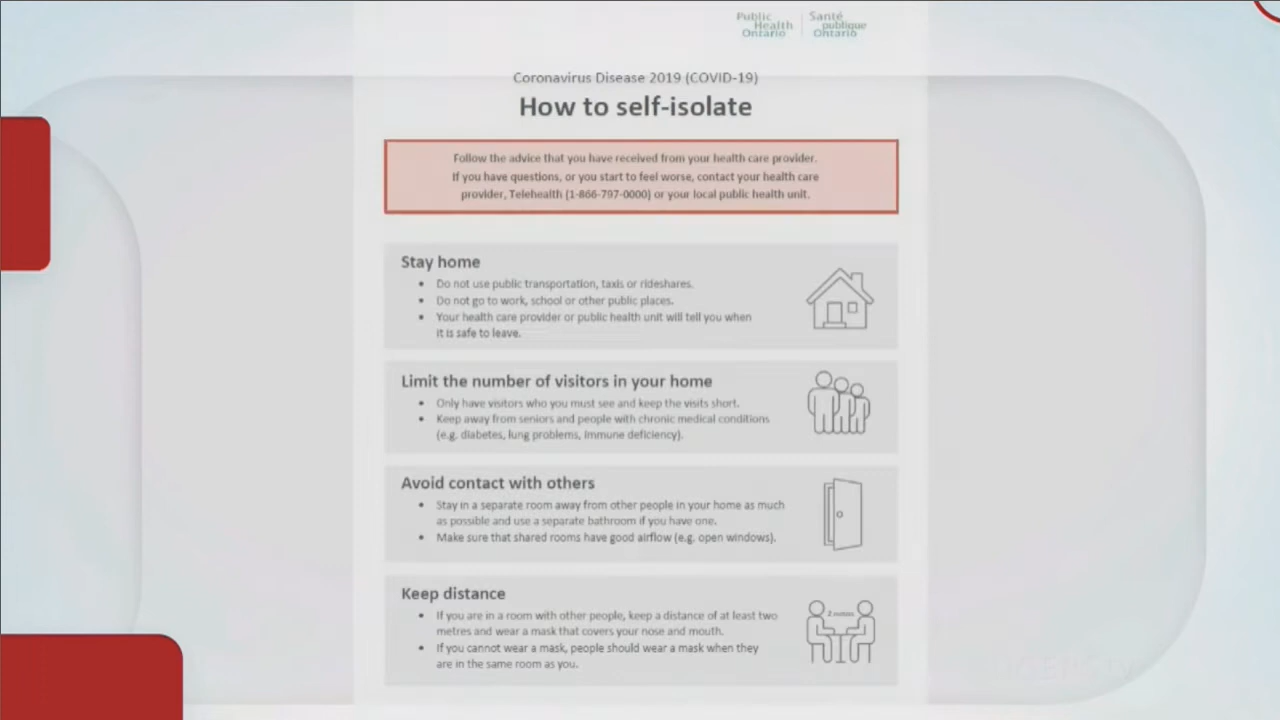 Public Health Ontario
Santé publique Ontario
Coronavirus Disease 2019 (COVID-19)
How to self-isolate
Follow the advice that you have received from your health care provider.
If you have questions, or you start to feel worse, contact your health care
provider, Telehealth (1-866-797-0000) or your local public health unit.
Stay home
• Do not use public transportation, taxis or rideshares.
• Do not go to work, school or other public places.
• Your health care provider or public health unit will tell you when
it is safe to leave.
Limit the number of visitors in your home
• Only have visitors who you must see and keep the visits short.
• Keep away from seniors and people with chronic medical conditions
(e.g. diabetes, lung problems, immune deficiency).
Avoid contact with others
• Stay in a separate room away from other people in your home as much
as possible and use a separate bathroom if you have one.
• Make sure that shared rooms have good airflow (e.g. open windows).
Keep distance
• If you are in a room with other people, keep a distance of at least two
metres and wear a mask that covers your nose and mouth.
2 metres
• If you cannot wear a mask, people should wear a mask when they
are in the same room as you.